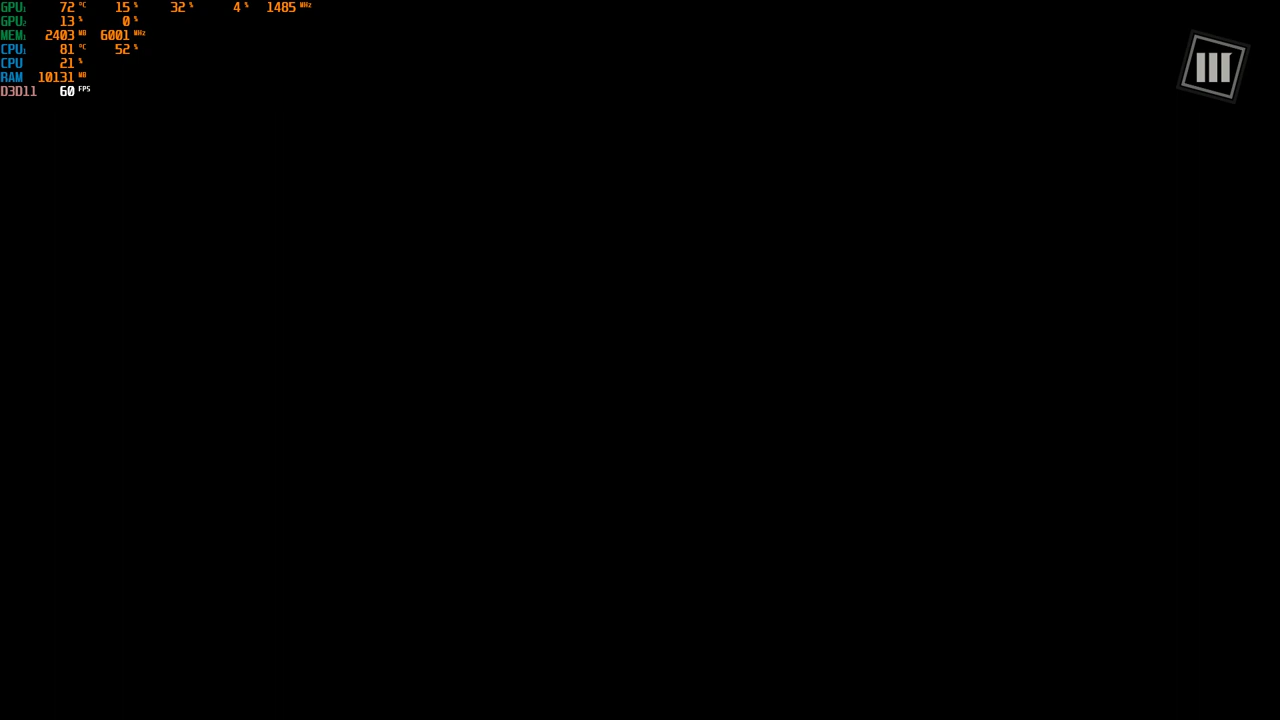 GPU1 72 °C 15 % 32 % 4 % 1485 MHz
GPU2 13 % 0 %
MEM1 2403 MB 6001 MHz
CPU1 81 °C 52 %
CPU 21 %
RAM 10131 MB
D3D11 60 FPS